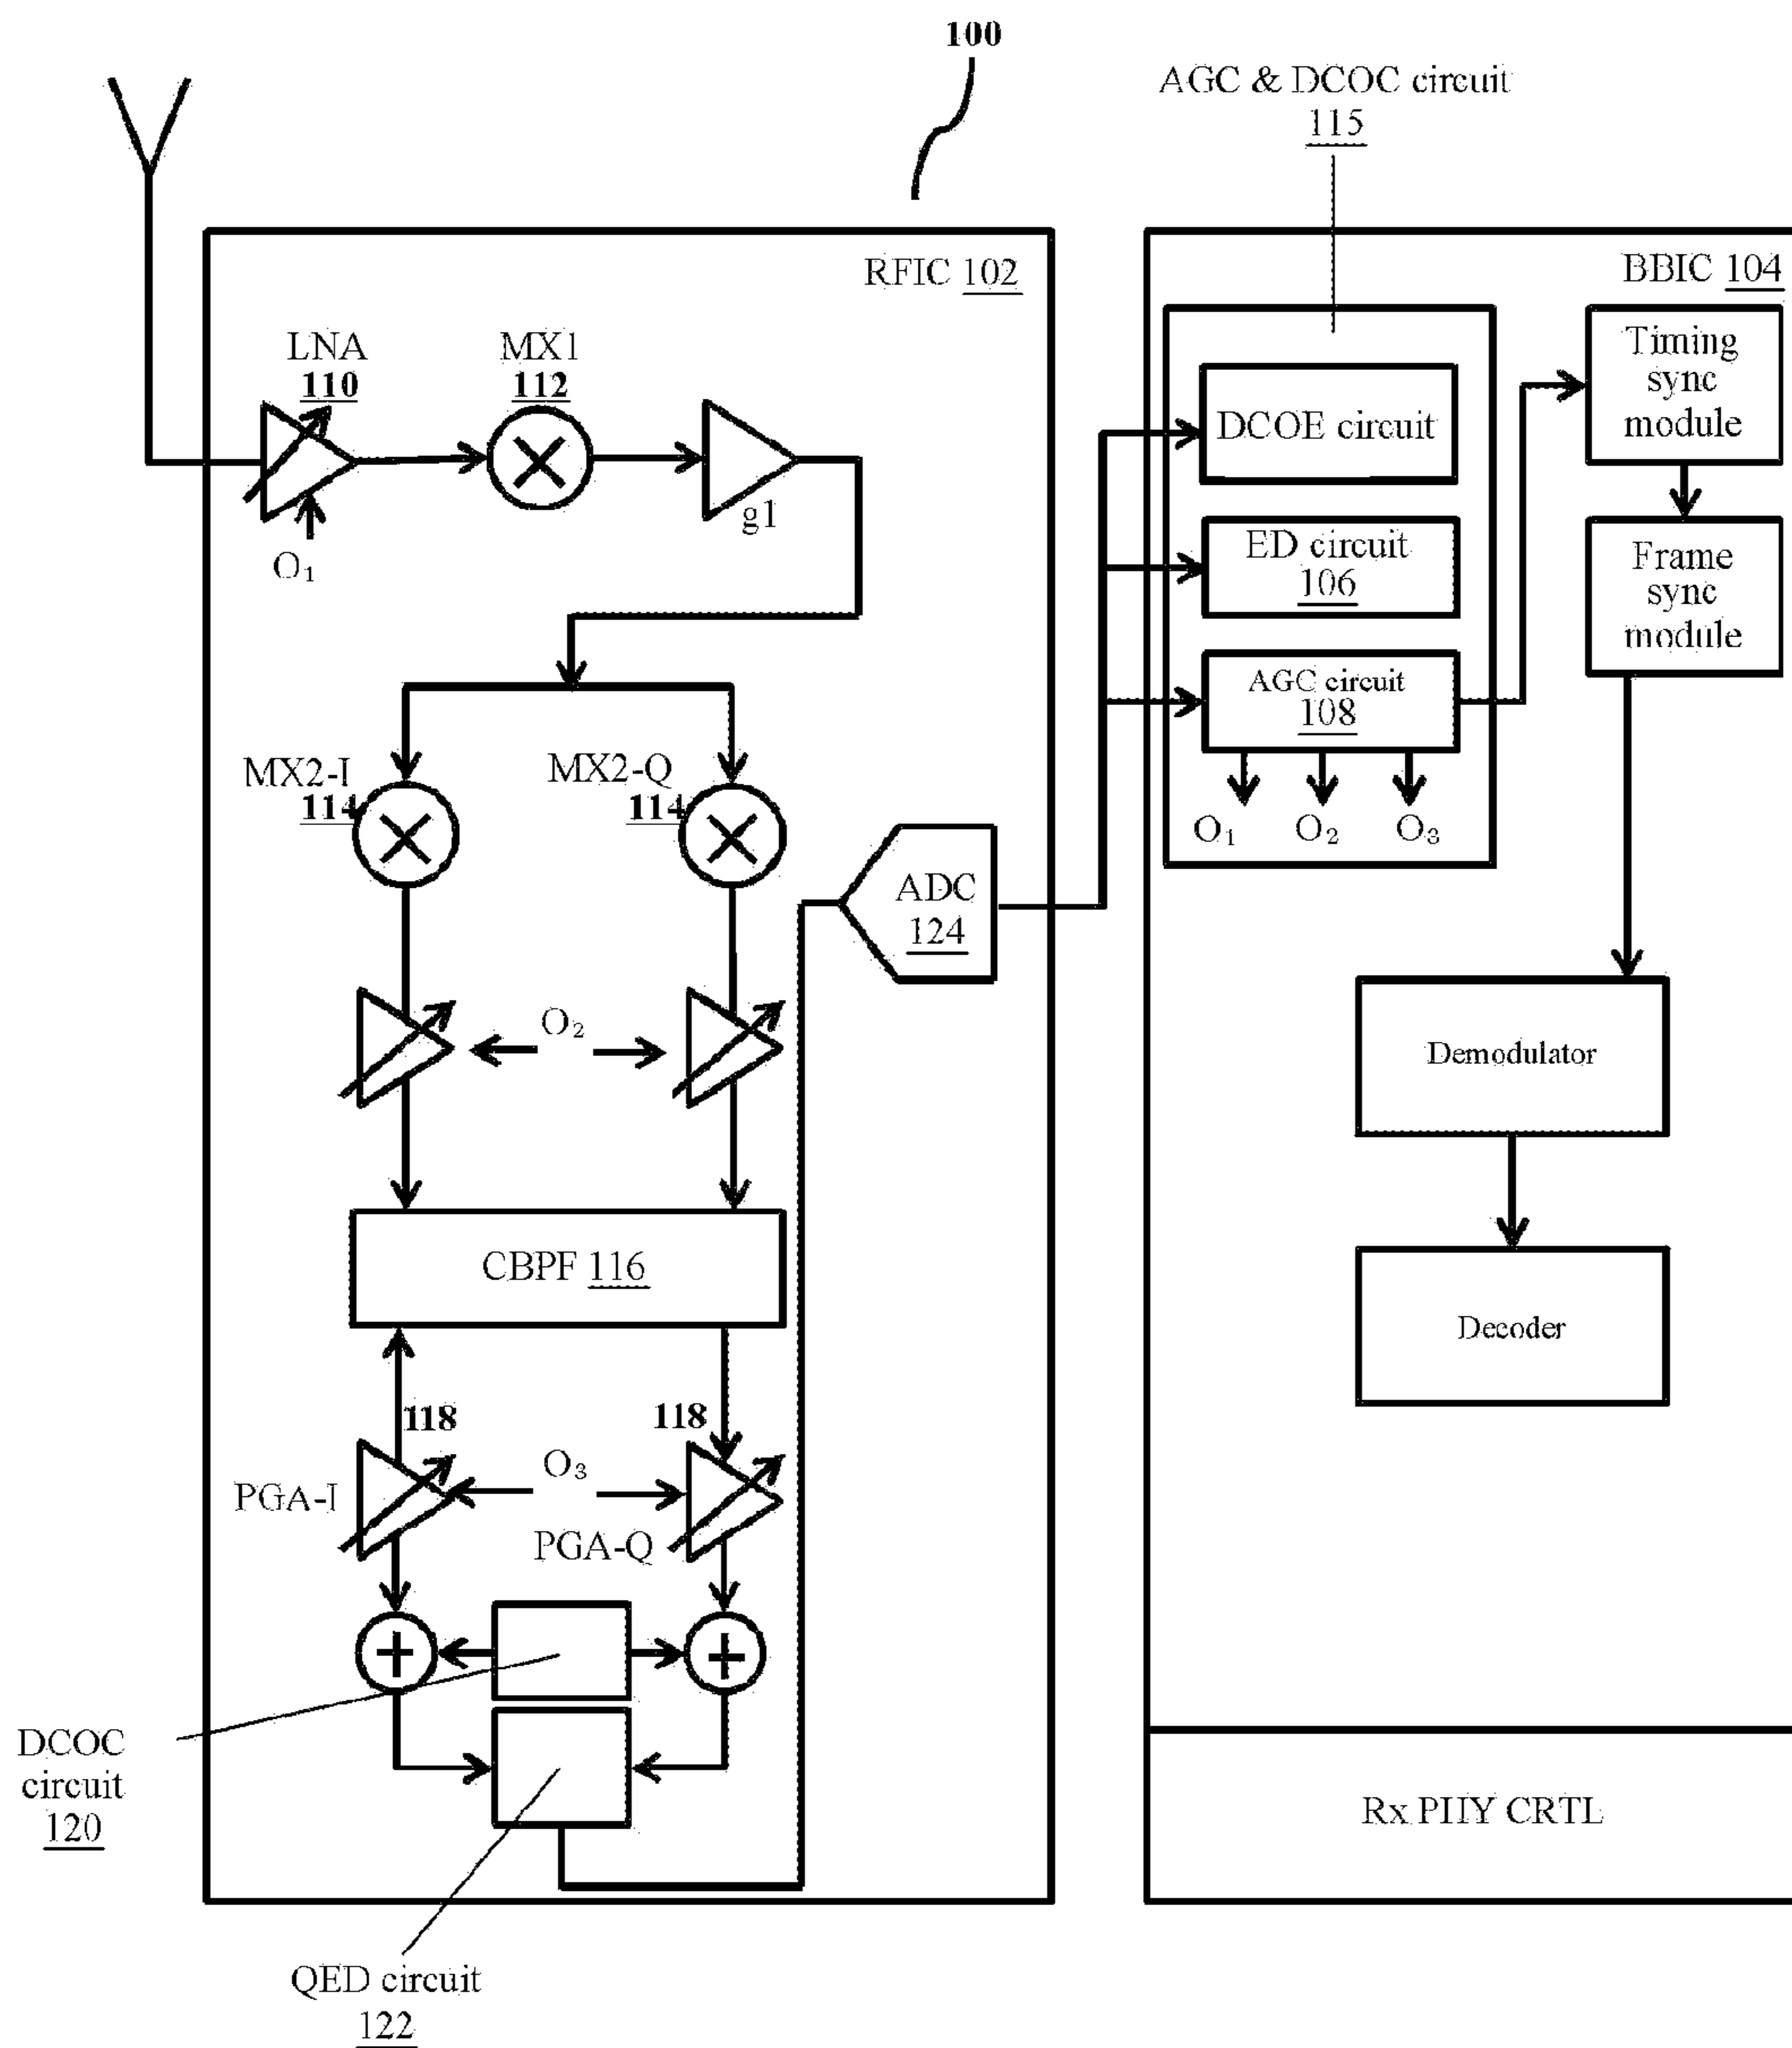 100
AGC & DCOC circuit
115
RFIC 102
BBIC 104
LNA
110
MX1
112
g1
O₁
DCOE circuit
ED circuit
106
AGC circuit
108
O₁ O₂ O₃
Timing
sync
module
Frame
sync
module
MX2-I
114
MX2-Q
114
ADC
124
O₂
Demodulator
CBPF 116
Decoder
118
118
O₃
PGA-I
PGA-Q
+
+
DCOC
circuit
120
Rx PHY CRTL
QED circuit
122